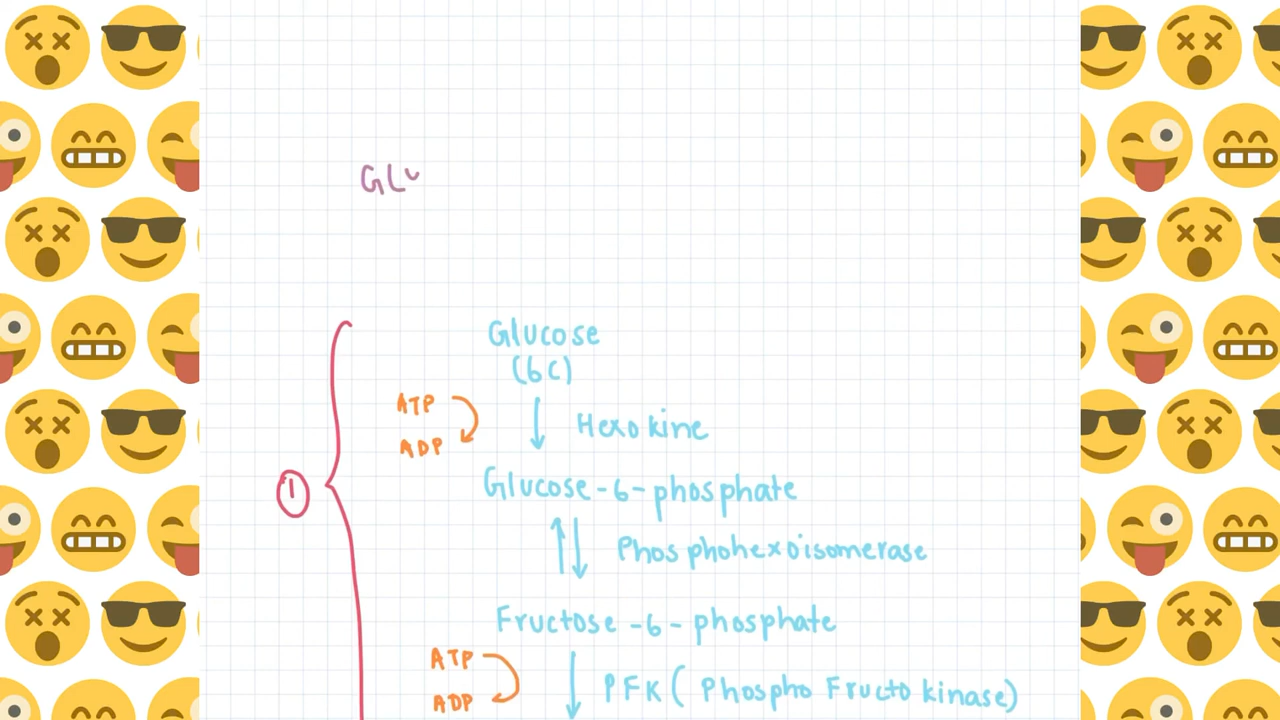 GLU
Glucose
(6C)
ATP
ADP
Hexokine
Glucose-6-phosphate
1
Phosphohexoisomerase
Fructose-6-phosphate
ATP
ADP
PFK (Phospho Fructo kinase)